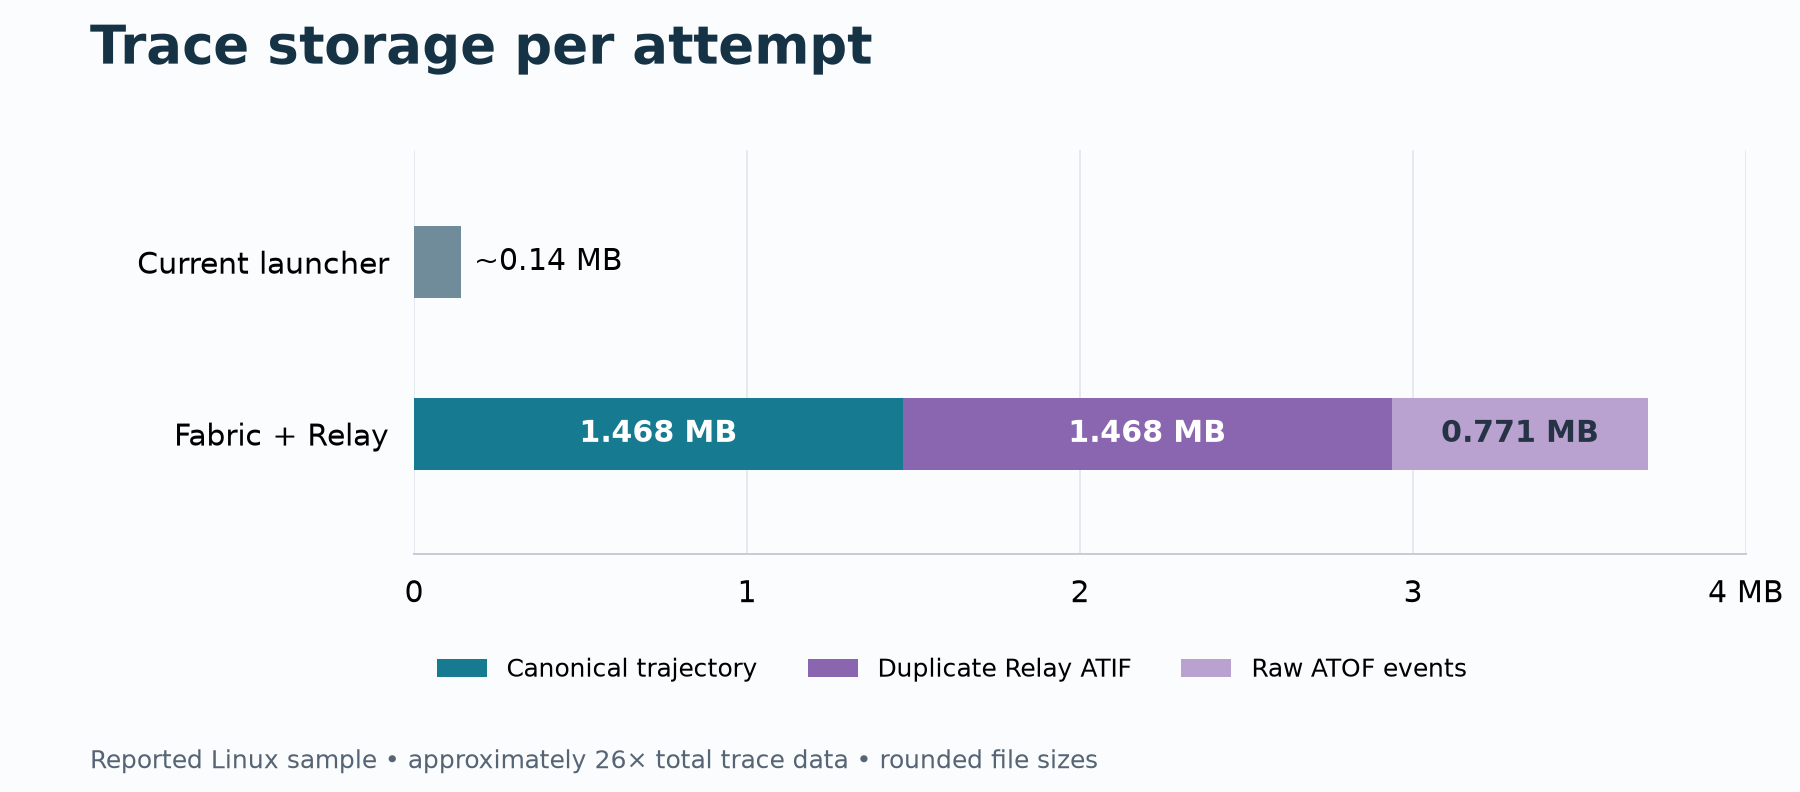 Trace storage per attempt
Current launcher
~0.14 MB
Fabric + Relay
1.468 MB
1.468 MB
0.771 MB
0
1
2
3
4 MB
Canonical trajectory
Duplicate Relay ATIF
Raw ATOF events
Reported Linux sample • approximately 26× total trace data • rounded file sizes